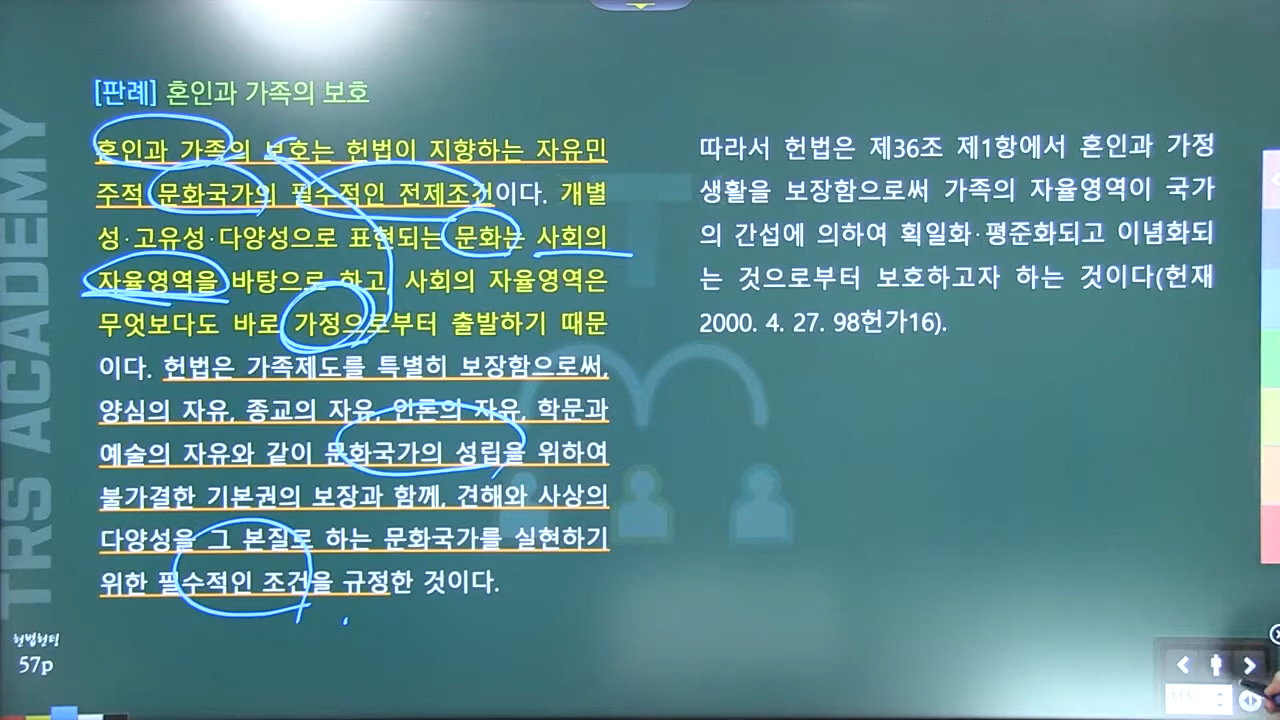 [판례] 혼인과 가족의 보호
혼인과 가족의 보호는 헌법이 지향하는 자유민
주적 문화국가의 필수적인 전제조건이다. 개별
성·고유성·다양성으로 표현되는 문화는 사회의
자율영역을 바탕으로 하고, 사회의 자율영역은
무엇보다도 바로 가정으로부터 출발하기 때문
이다. 헌법은 가족제도를 특별히 보장함으로써,
양심의 자유, 종교의 자유, 언론의 자유, 학문과
예술의 자유와 같이 문화국가의 성립을 위하여
불가결한 기본권의 보장과 함께, 견해와 사상의
다양성을 그 본질로 하는 문화국가를 실현하기
위한 필수적인 조건을 규정한 것이다.
따라서 헌법은 제36조 제1항에서 혼인과 가정
생활을 보장함으로써 가족의 자율영역이 국가
의 간섭에 의하여 획일화·평준화되고 이념화되
는 것으로부터 보호하고자 하는 것이다(헌재
2000. 4. 27. 98헌가16).
TRS ACADEMY
헌법헌팅
57p
113